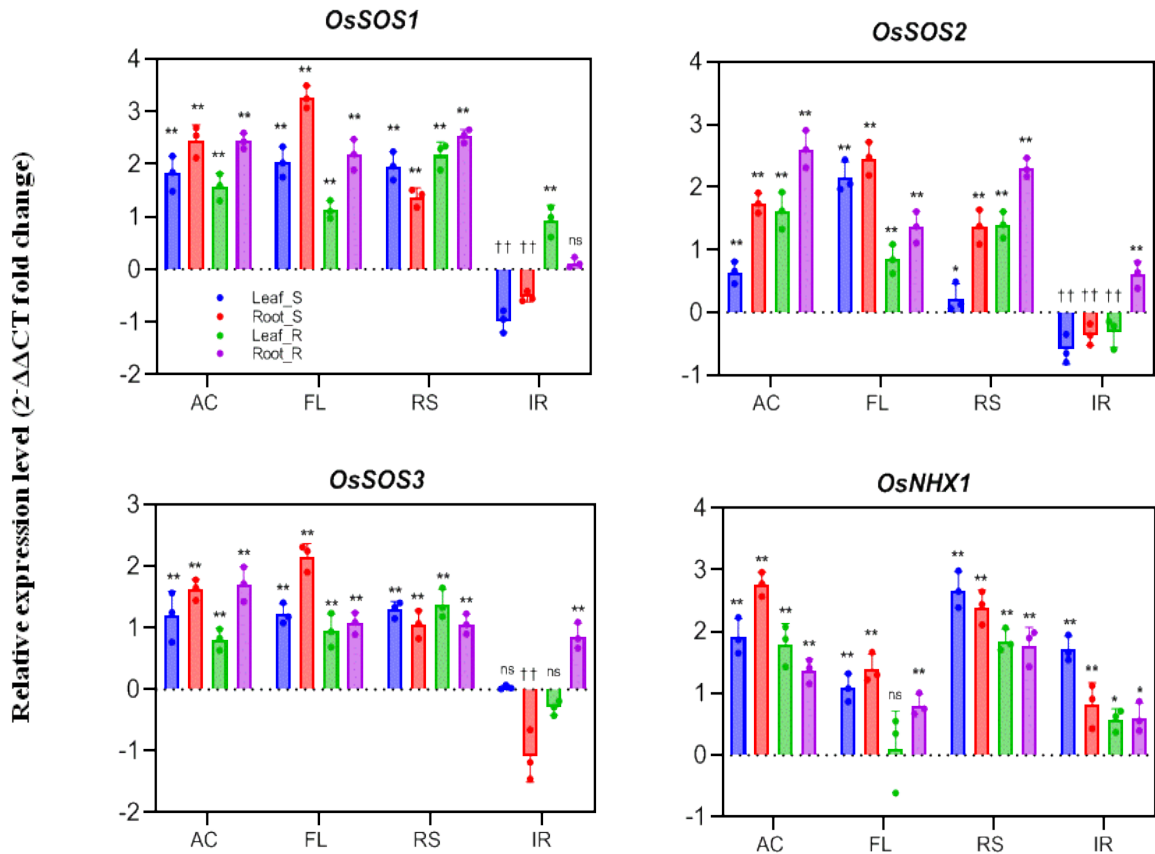 Relative expression level (2-ΔΔCT fold change)
OsSOS1
4
3
2
1
0
-1
-2
** ** ** **
** ** ** **
** ** ** **
†† †† ** ns
Leaf_S
Root_S
Leaf_R
Root_R
AC FL RS IR
OsSOS2
4
3
2
1
0
-1
** ** ** **
** ** ** **
* ** ** **
†† †† †† **
AC FL RS IR
OsSOS3
3
2
1
0
-1
-2
** ** ** **
** ** ** **
** ** ** **
ns †† ns **
AC FL RS IR
OsNHX1
4
3
2
1
0
-1
** ** ** **
** ** ns **
** ** ** **
** ** * *
AC FL RS IR